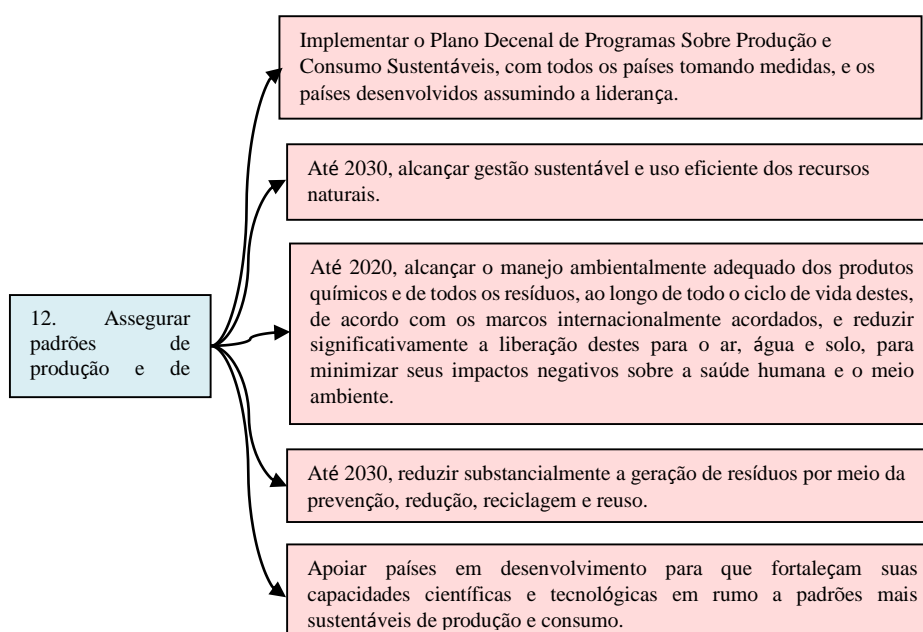 Implementar o Plano Decenal de Programas Sobre Produção e
Consumo Sustentáveis, com todos os países tomando medidas, e os
países desenvolvidos assumindo a liderança.
Até 2030, alcançar gestão sustentável e uso eficiente dos recursos
naturais.
Até 2020, alcançar o manejo ambientalmente adequado dos produtos
químicos e de todos os resíduos, ao longo de todo o ciclo de vida destes,
de acordo com os marcos internacionalmente acordados, e reduzir
significativamente a liberação destes para o ar, água e solo, para
minimizar seus impactos negativos sobre a saúde humana e o meio
ambiente.
12. Assegurar
padrões de
produção e de
Até 2030, reduzir substancialmente a geração de resíduos por meio da
prevenção, redução, reciclagem e reuso.
Apoiar países em desenvolvimento para que fortaleçam suas
capacidades científicas e tecnológicas em rumo a padrões mais
sustentáveis de produção e consumo.